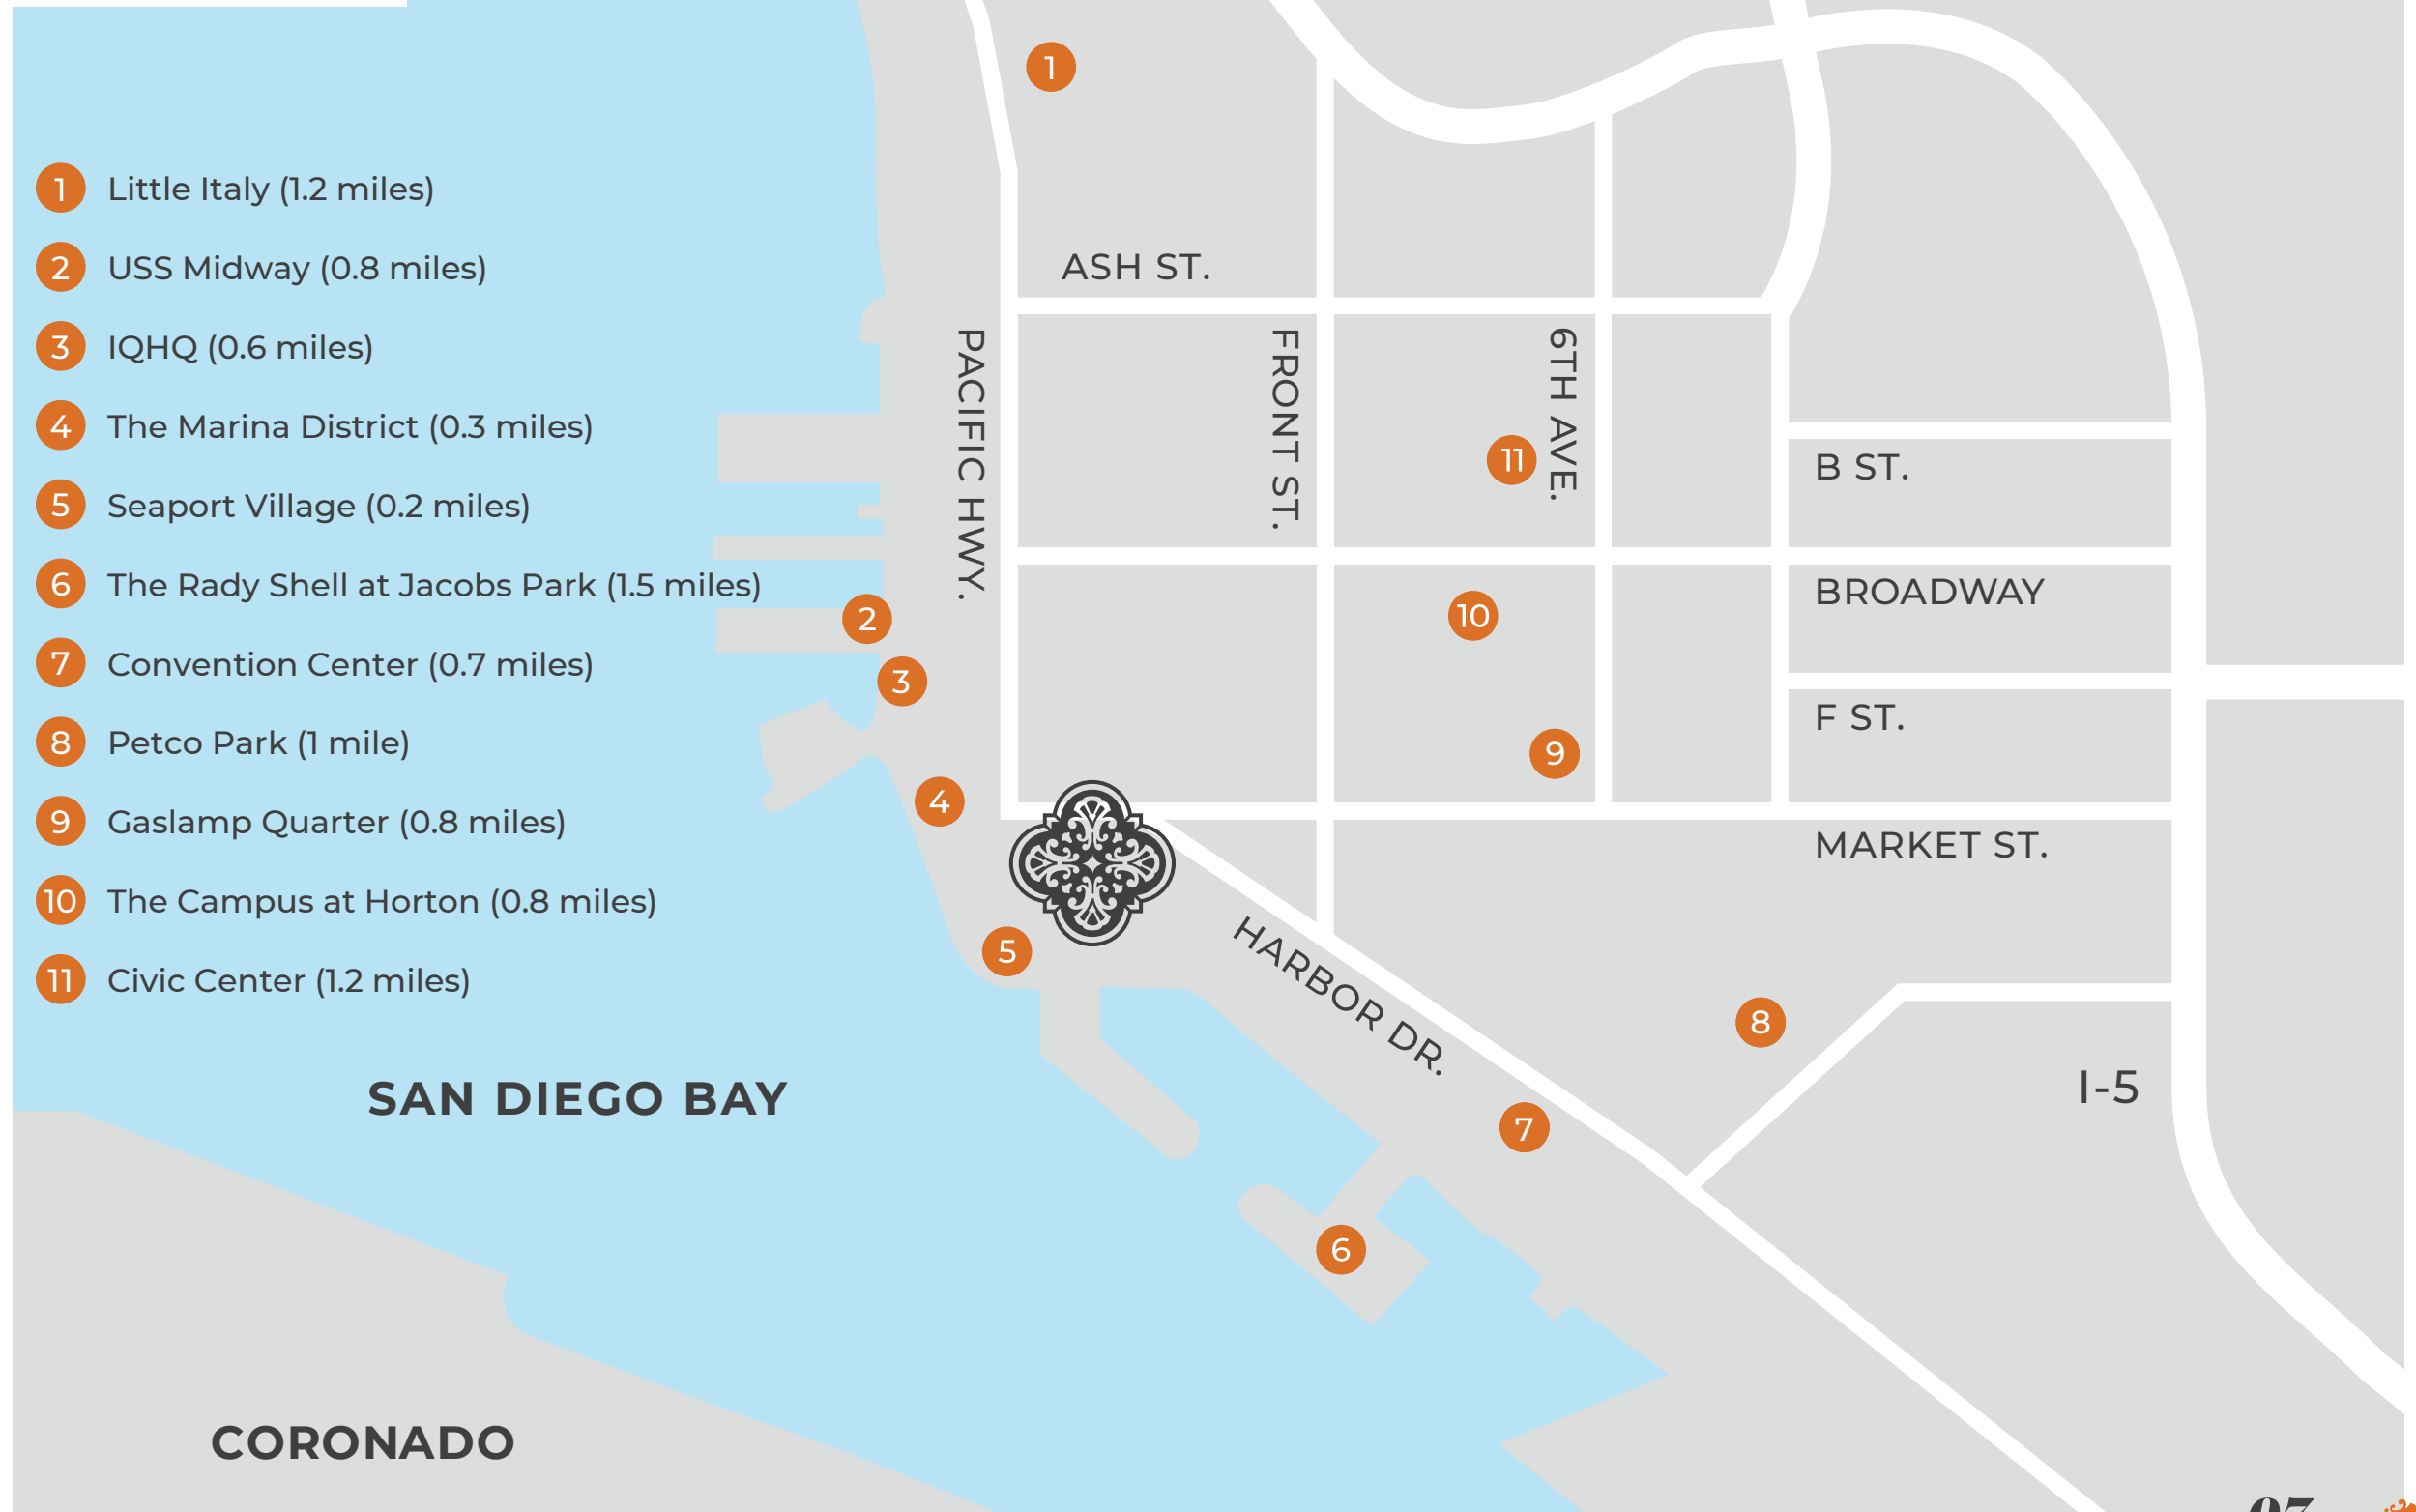 1 Little Italy (1.2 miles)
2 USS Midway (0.8 miles)
3 IQHQ (0.6 miles)
4 The Marina District (0.3 miles)
5 Seaport Village (0.2 miles)
6 The Rady Shell at Jacobs Park (1.5 miles)
7 Convention Center (0.7 miles)
8 Petco Park (1 mile)
9 Gaslamp Quarter (0.8 miles)
10 The Campus at Horton (0.8 miles)
11 Civic Center (1.2 miles)
SAN DIEGO BAY
CORONADO
1
ASH ST.
PACIFIC HWY.
FRONT ST.
6TH AVE.
11
B ST.
BROADWAY
2
10
3
F ST.
9
4
MARKET ST.
5
HARBOR DR.
8
I-5
7
6